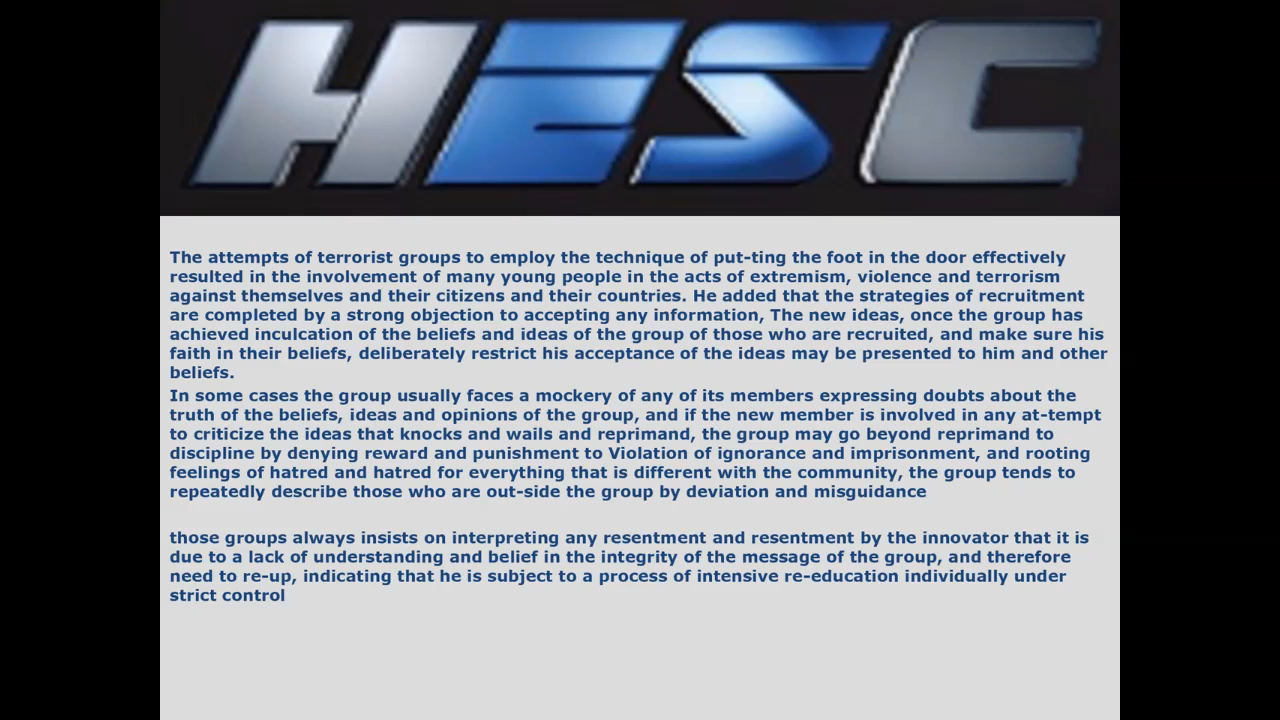 HESC
The attempts of terrorist groups to employ the technique of put-ting the foot in the door effectively
resulted in the involvement of many young people in the acts of extremism, violence and terrorism
against themselves and their citizens and their countries. He added that the strategies of recruitment
are completed by a strong objection to accepting any information, The new ideas, once the group has
achieved inculcation of the beliefs and ideas of the group of those who are recruited, and make sure his
faith in their beliefs, deliberately restrict his acceptance of the ideas may be presented to him and other
beliefs.
In some cases the group usually faces a mockery of any of its members expressing doubts about the
truth of the beliefs, ideas and opinions of the group, and if the new member is involved in any at-tempt
to criticize the ideas that knocks and wails and reprimand, the group may go beyond reprimand to
discipline by denying reward and punishment to Violation of ignorance and imprisonment, and rooting
feelings of hatred and hatred for everything that is different with the community, the group tends to
repeatedly describe those who are out-side the group by deviation and misguidance
those groups always insists on interpreting any resentment and resentment by the innovator that it is
due to a lack of understanding and belief in the integrity of the message of the group, and therefore
need to re-up, indicating that he is subject to a process of intensive re-education individually under
strict control